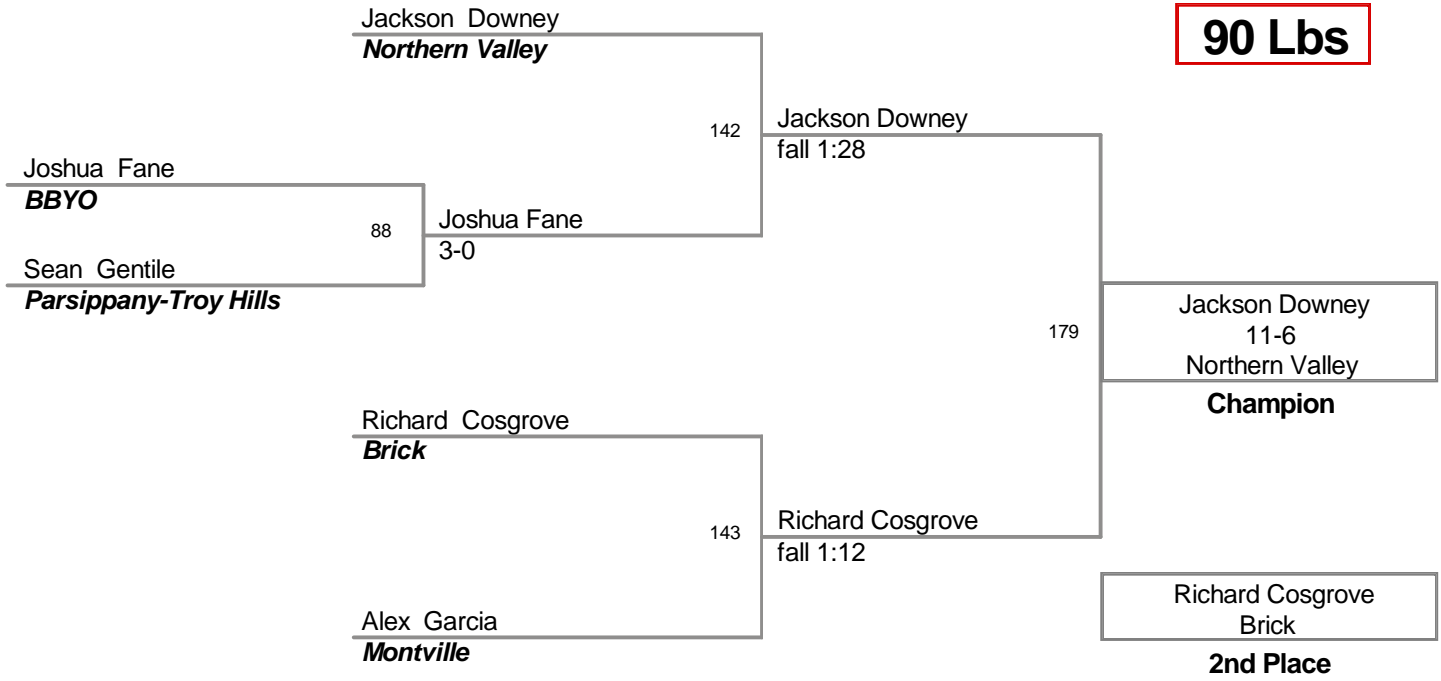 Jackson Downey
Northern Valley
90 Lbs
142
Jackson Downey
fall 1:28
Joshua Fane
BBYO
88
Joshua Fane
3-0
Sean Gentile
Parsippany-Troy Hills
179
Jackson Downey
11-6
Northern Valley
Champion
Richard Cosgrove
Brick
143
Richard Cosgrove
fall 1:12
Alex Garcia
Montville
Richard Cosgrove
Brick
2nd Place